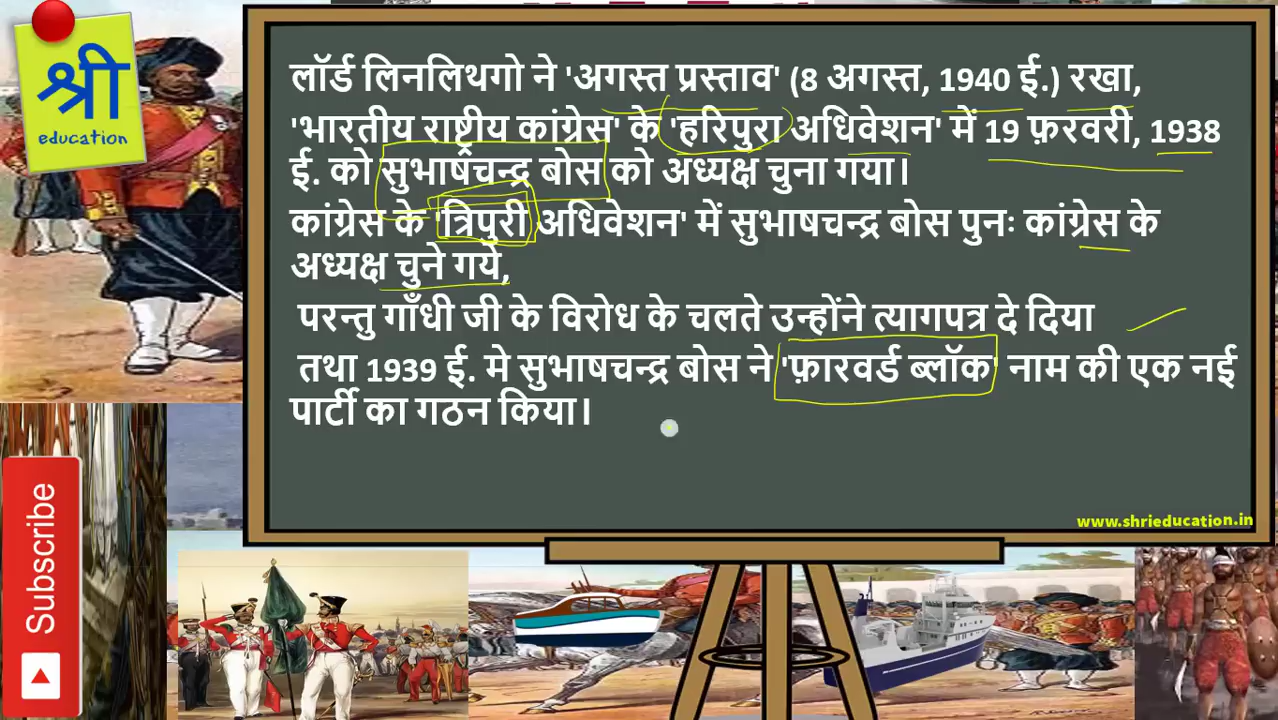 श्री
education
लॉर्ड लिनलिथगो ने 'अगस्त प्रस्ताव' (8 अगस्त, 1940 ई.) रखा,
'भारतीय राष्ट्रीय कांग्रेस' के 'हरिपुरा अधिवेशन' में 19 फ़रवरी, 1938
ई. को सुभाषचन्द्र बोस को अध्यक्ष चुना गया।
कांग्रेस के 'त्रिपुरी अधिवेशन' में सुभाषचन्द्र बोस पुनः कांग्रेस के
अध्यक्ष चुने गये,
परन्तु गाँधी जी के विरोध के चलते उन्होंने त्यागपत्र दे दिया
तथा 1939 ई. मे सुभाषचन्द्र बोस ने 'फ़ारवर्ड ब्लॉक' नाम की एक नई
पार्टी का गठन किया।
www.shrieducation.in
Subscribe